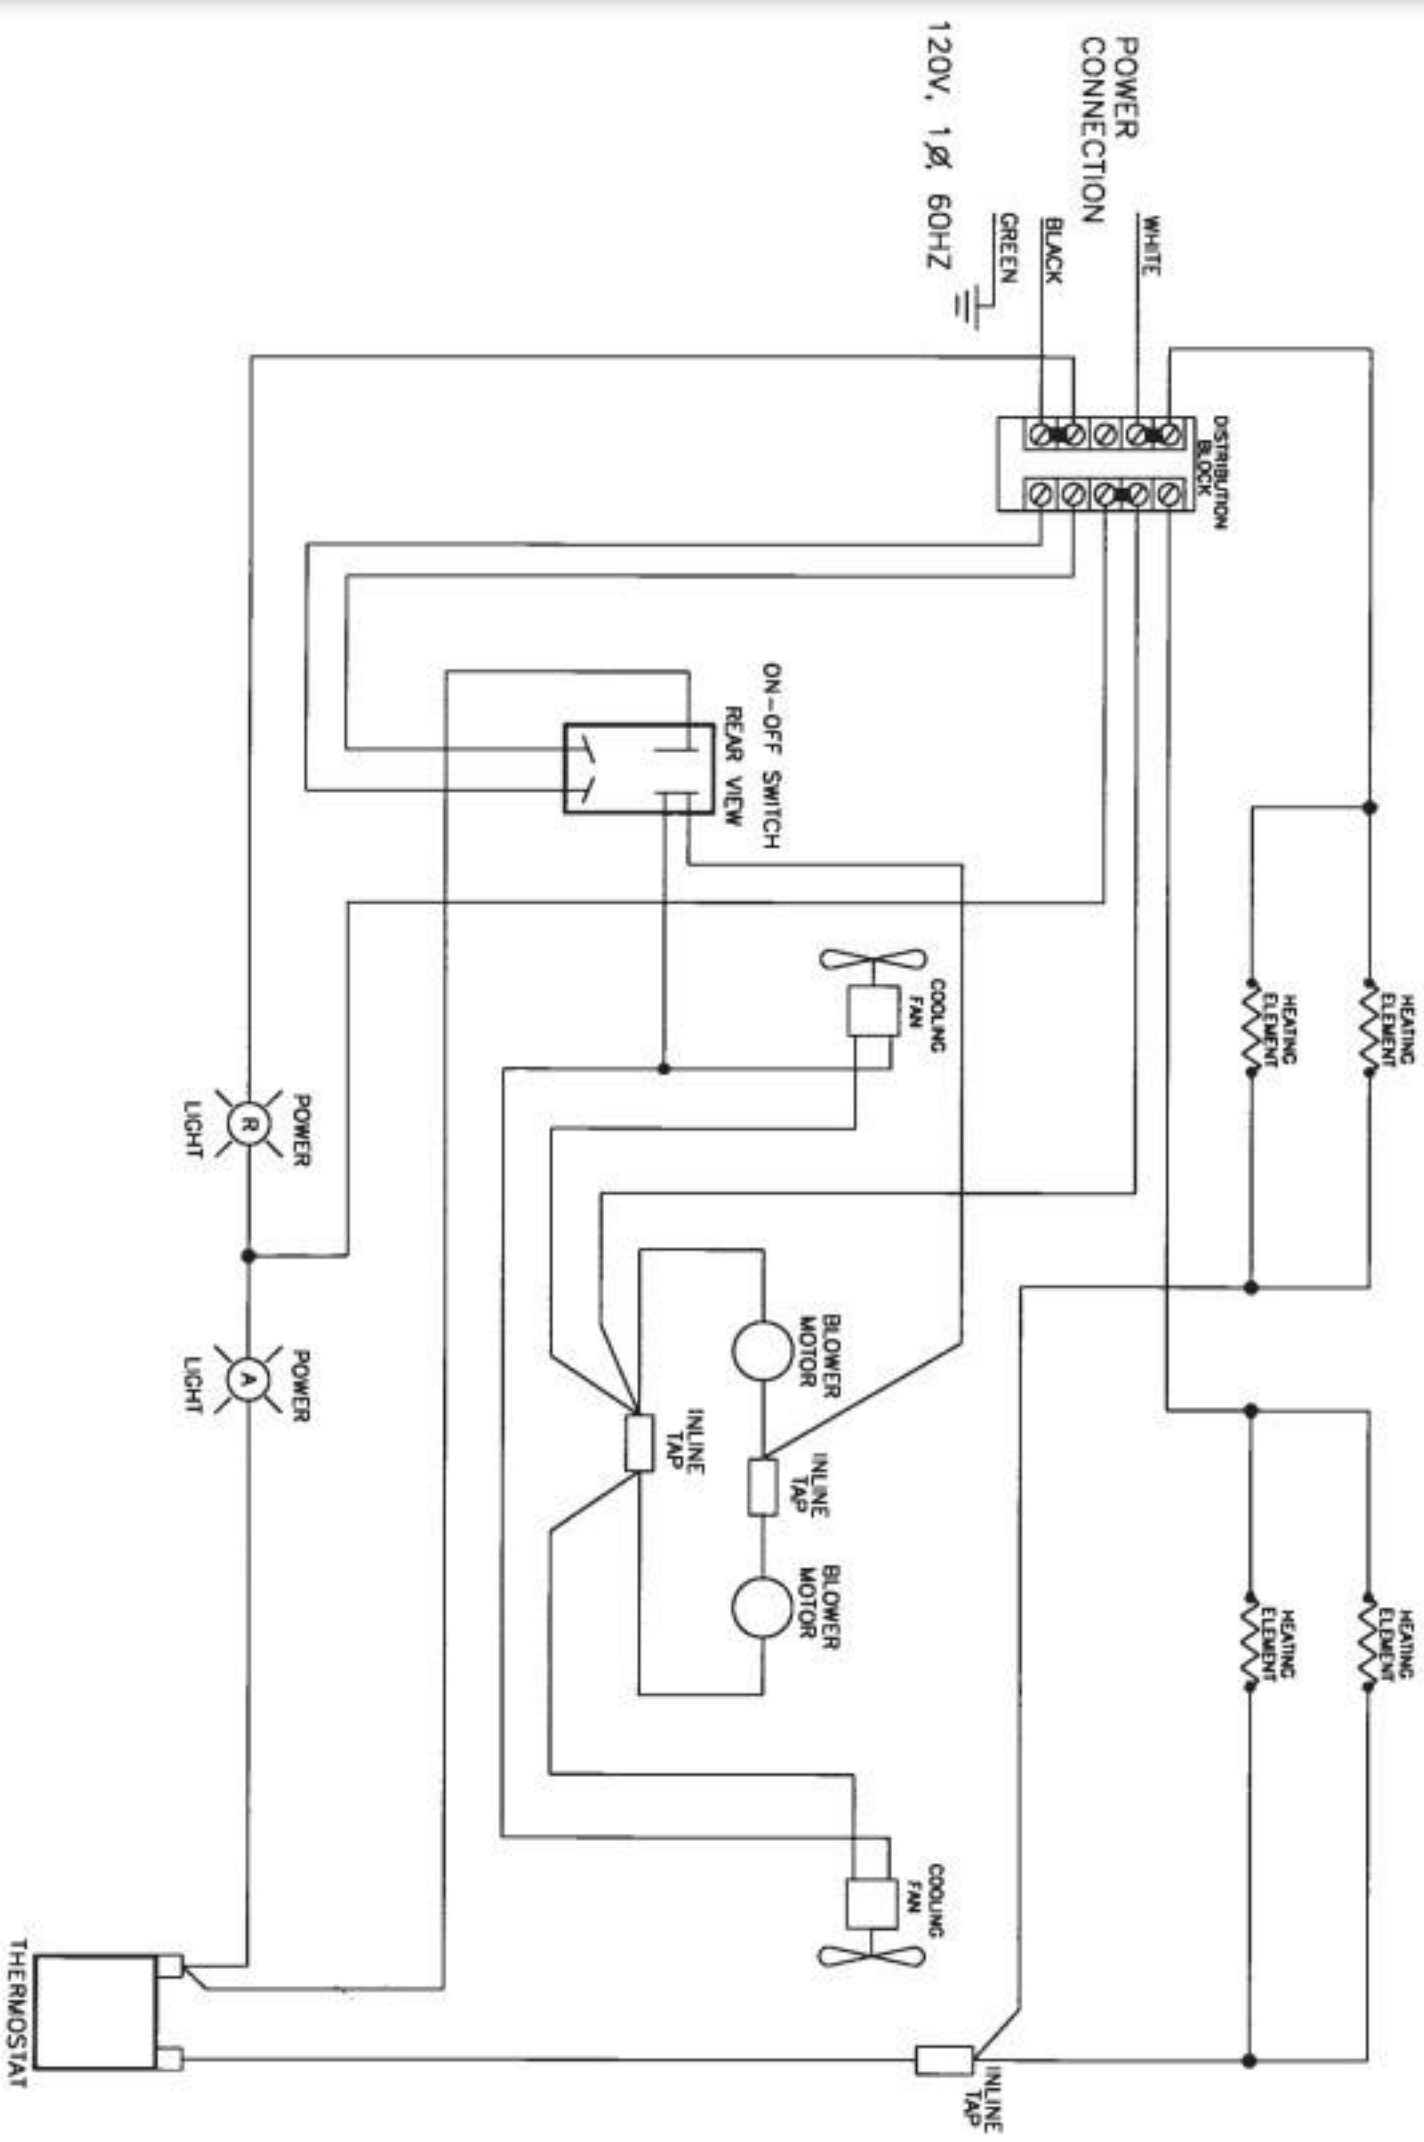 POWER
CONNECTION
120V, 1Ø, 60HZ
WHITE
BLACK
GREEN
DISTRIBUTION
BLOCK
HEATING
ELEMENT
HEATING
ELEMENT
HEATING
ELEMENT
HEATING
ELEMENT
ON-OFF SWITCH
REAR VIEW
COOLING
FAN
BLOWER
MOTOR
INLINE
TAP
BLOWER
MOTOR
INLINE
TAP
COOLING
FAN
INLINE
TAP
POWER
R
LIGHT
POWER
A
LIGHT
THERMOSTAT